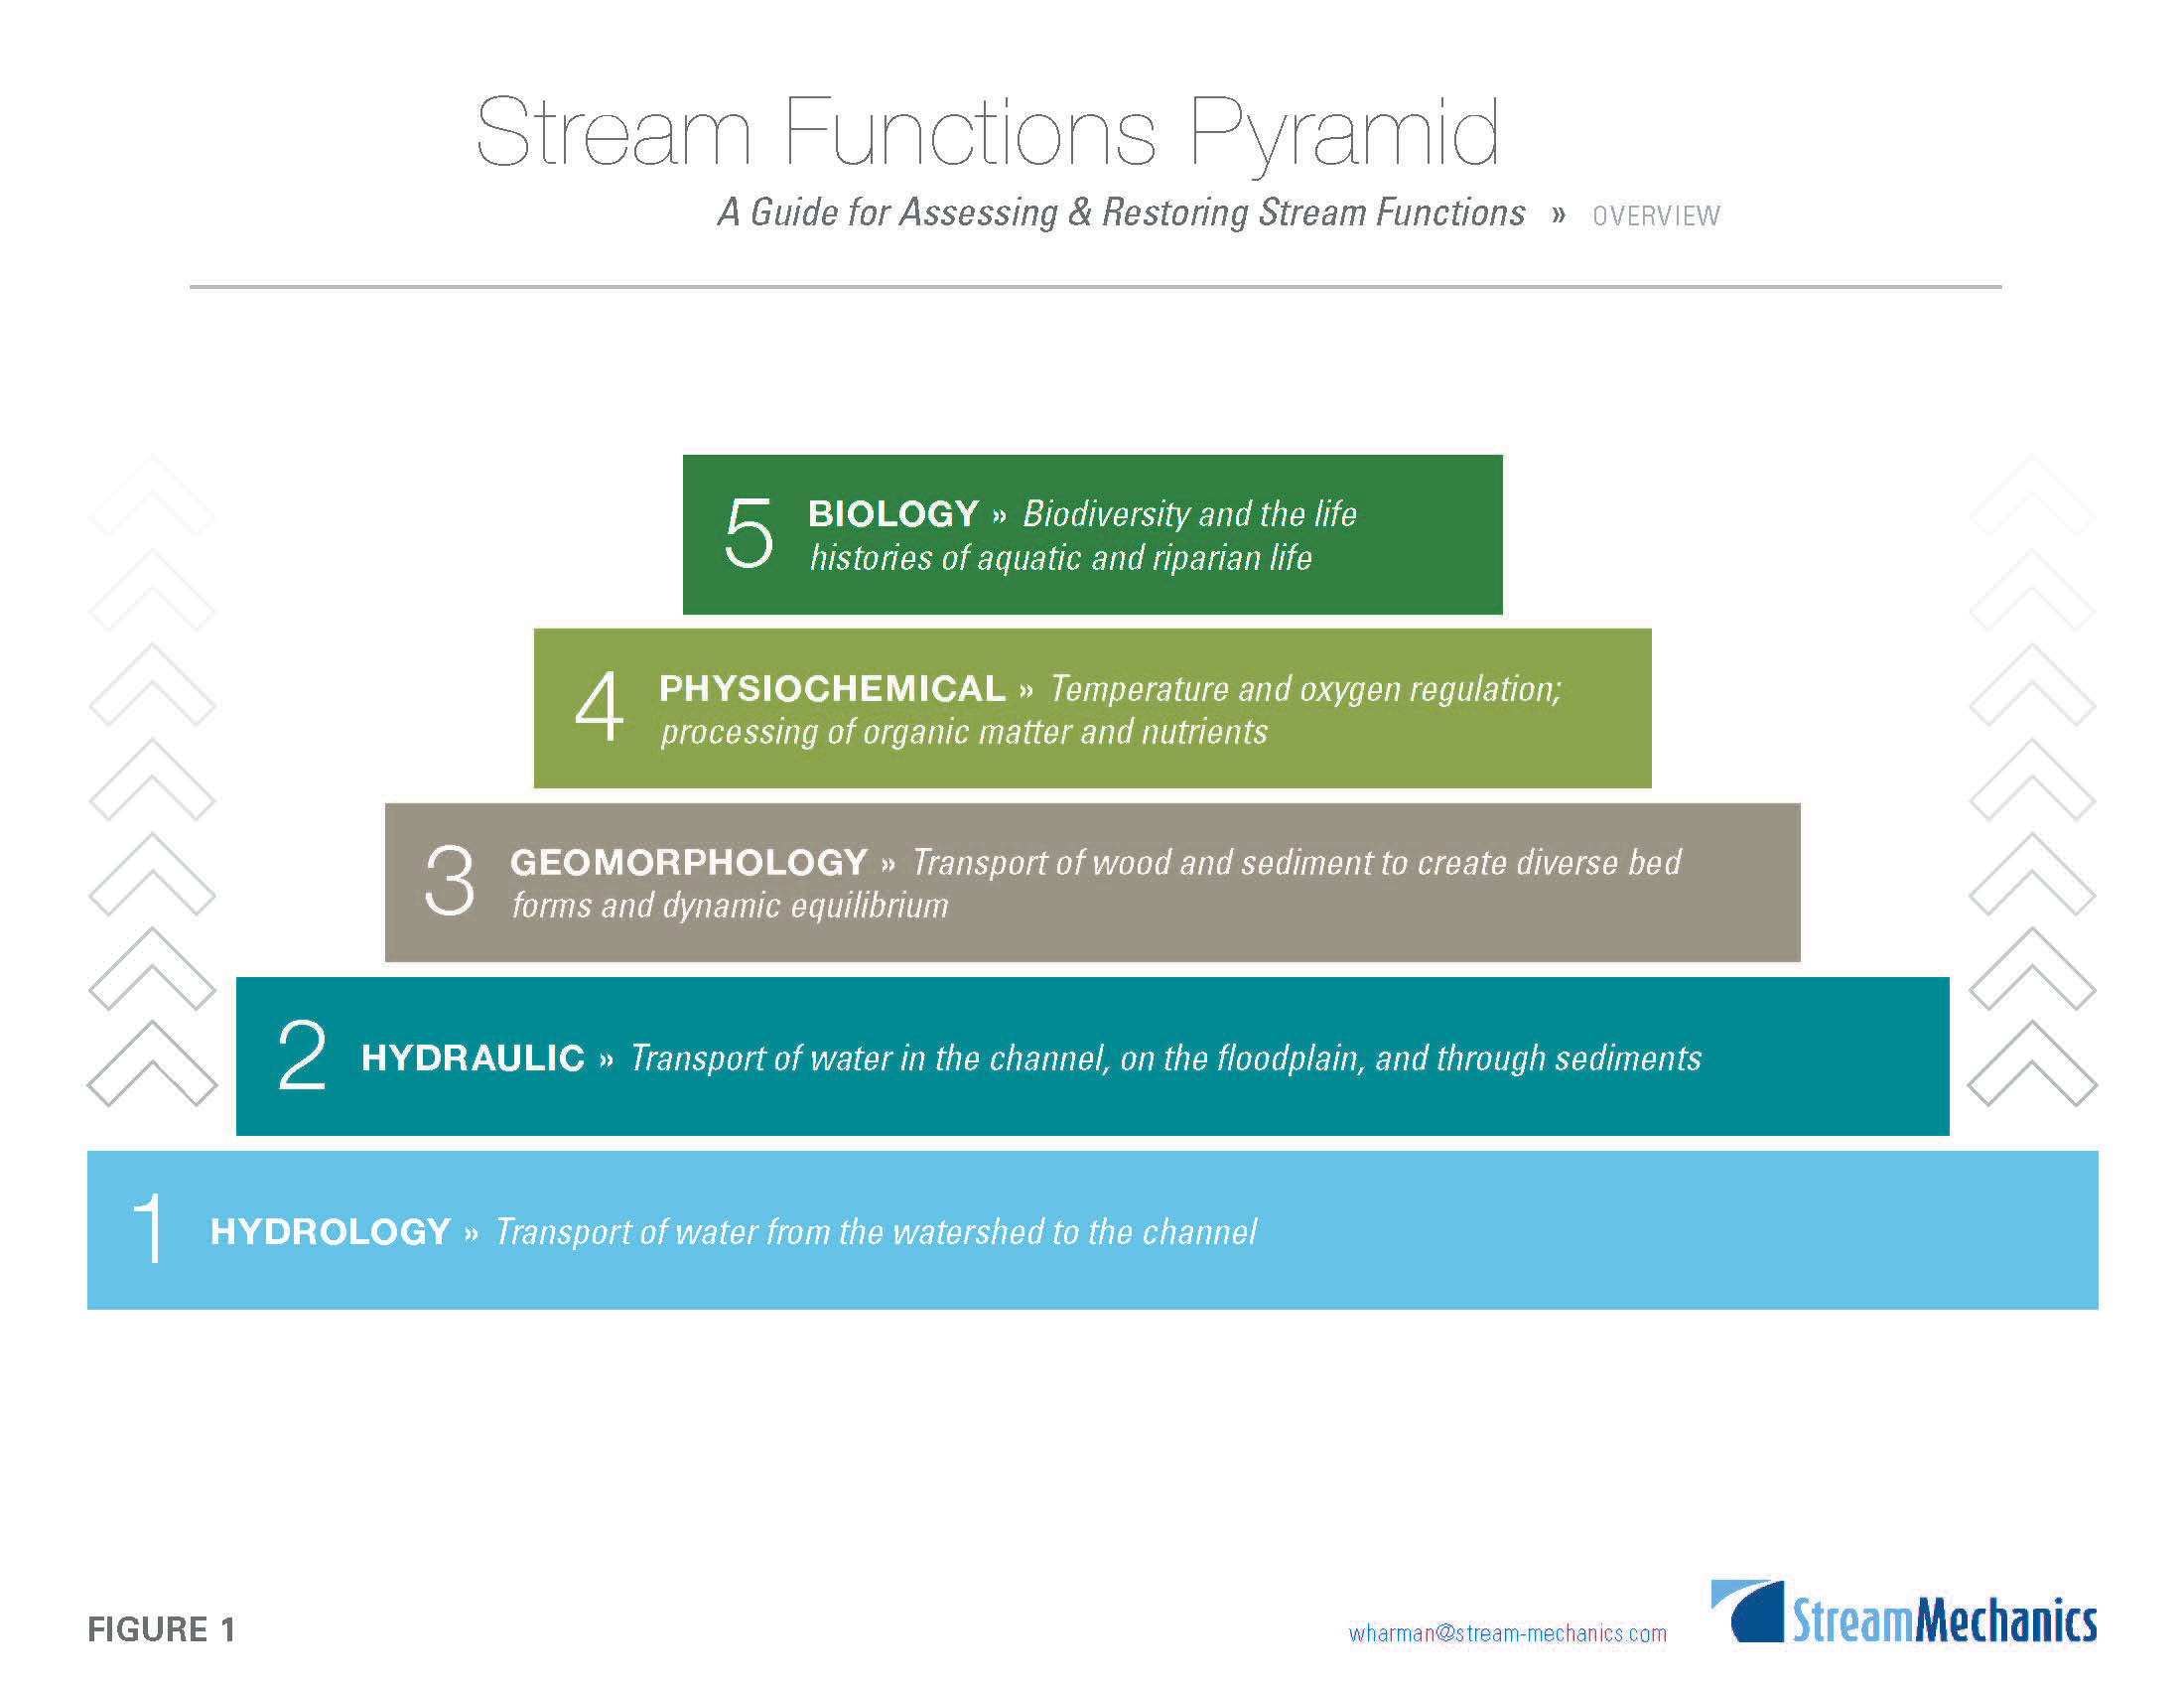 Stream Functions Pyramid
A Guide for Assessing & Restoring Stream Functions » OVERVIEW
5 BIOLOGY » Biodiversity and the life
histories of aquatic and riparian life
4 PHYSIOCHEMICAL » Temperature and oxygen regulation;
processing of organic matter and nutrients
3 GEOMORPHOLOGY » Transport of wood and sediment to create diverse bed
forms and dynamic equilibrium
2 HYDRAULIC » Transport of water in the channel, on the floodplain, and through sediments
1 HYDROLOGY » Transport of water from the watershed to the channel
FIGURE 1
wharman@stream-mechanics.com
StreamMechanics